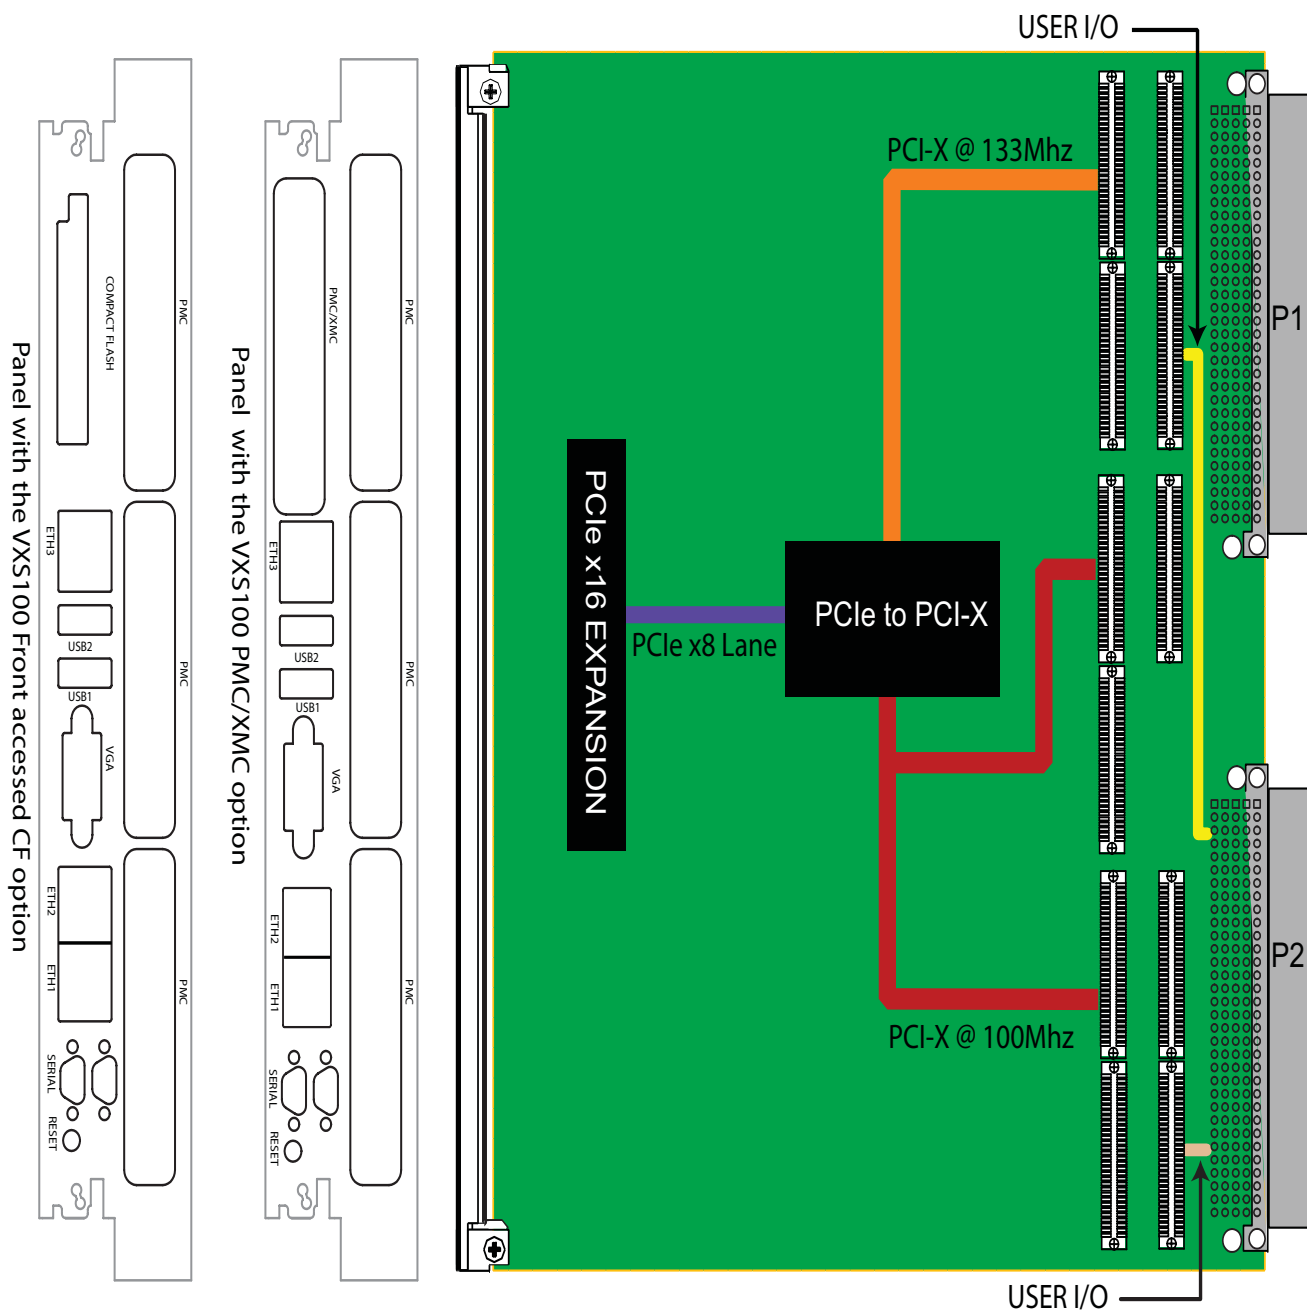 Panel with the VXS100 Front accessed CF option
COMPACT FLASH
PMC
ETH3
USB2
USB1
PMC
VGA
ETH2
ETH1
PMC
SERIAL
RESET
Panel with the VXS100 PMC/XMC option
PMC/XMC
PMC
ETH3
USB2
USB1
PMC
VGA
ETH2
ETH1
PMC
SERIAL
RESET
USER I/O
PCI-X @ 133Mhz
P1
PCIe x16 EXPANSION
PCIe to PCI-X
PCIe x8 Lane
P2
PCI-X @ 100Mhz
USER I/O